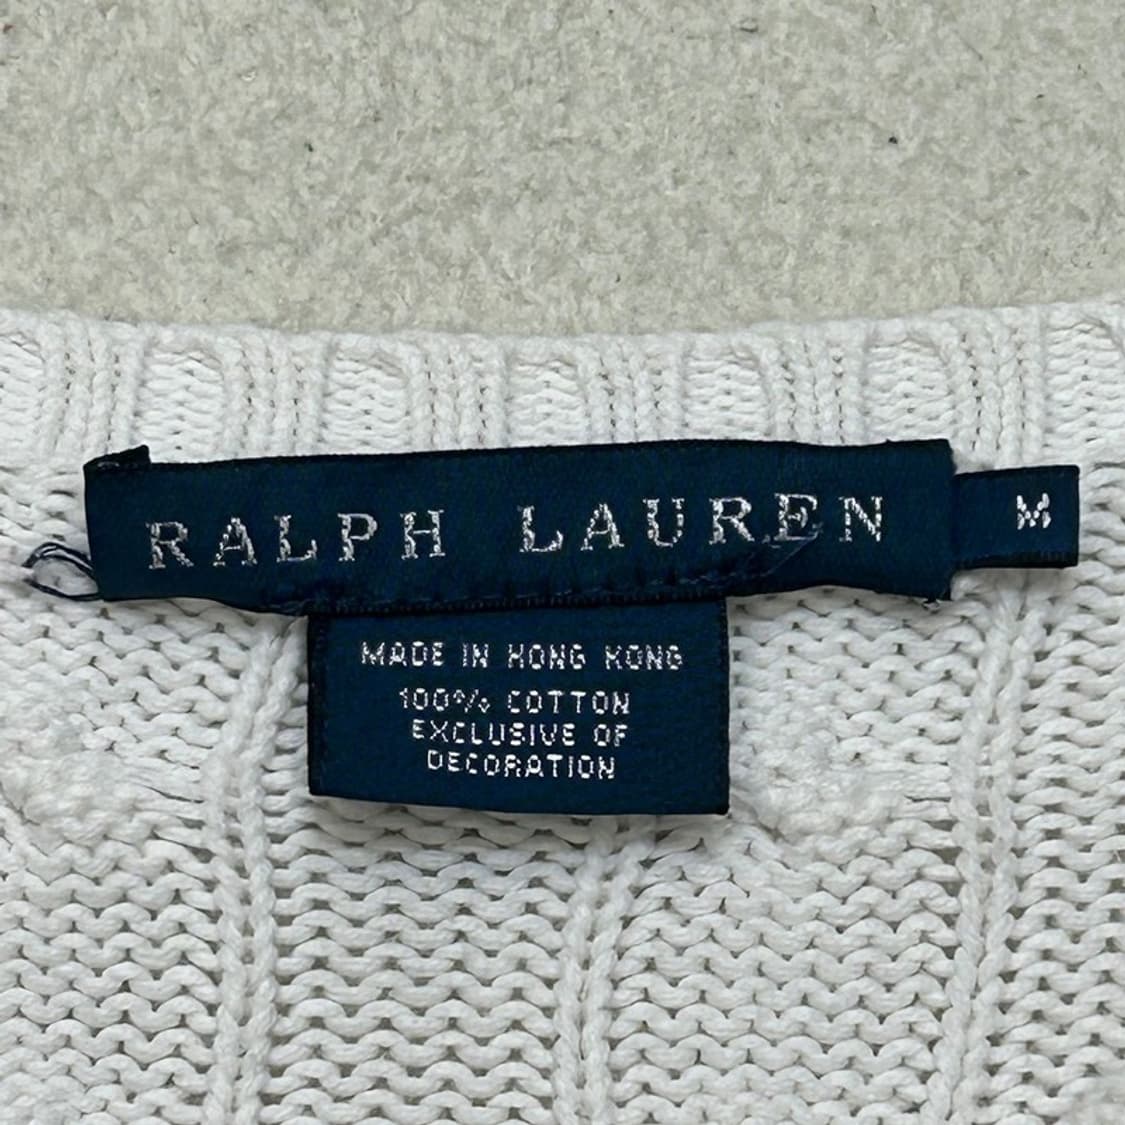 RALPH LAUREN
M
MADE IN HONG KONG
100% COTTON
EXCLUSIVE OF
DECORATION